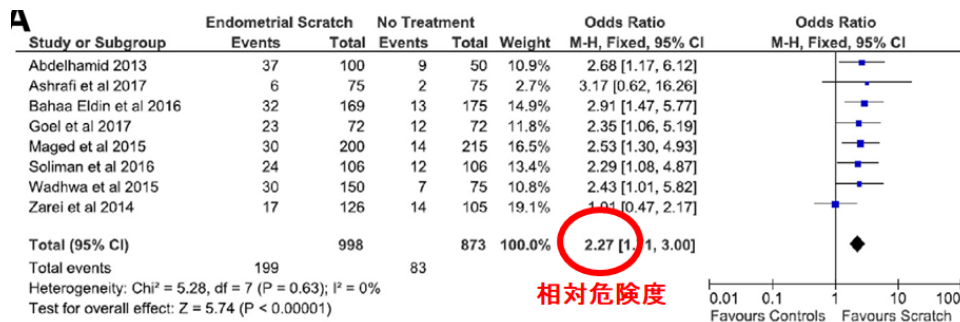 A
Endometrial Scratch No Treatment Odds Ratio Odds Ratio
Study or Subgroup Events Total Events Total Weight M-H, Fixed, 95% CI M-H, Fixed, 95% CI
Abdelhamid 2013 37 100 9 50 10.9% 2.68 [1.17, 6.12]
Ashrafi et al 2017 6 75 2 75 2.7% 3.17 [0.62, 16.26]
Bahaa Eldin et al 2016 32 169 13 175 14.9% 2.91 [1.47, 5.77]
Goel et al 2017 23 72 12 72 11.8% 2.35 [1.06, 5.19]
Maged et al 2015 30 200 14 215 16.5% 2.53 [1.30, 4.93]
Soliman et al 2016 24 106 12 106 13.4% 2.29 [1.08, 4.87]
Wadhwa et al 2015 30 150 7 75 10.8% 2.43 [1.01, 5.82]
Zarei et al 2014 17 126 14 105 19.1% [0.47, 2.17]
Total (95% CI) 998 873 100.0% 2.27 3.00]
Total events 199 83
Heterogeneity: Chi² = 5.28, df = 7 (P = 0.63); I² = 0%
Test for overall effect: Z = 5.74 (P < 0.00001)
相対危険度
0.01 0.1 1 10 100
Favours Controls Favours Scratch